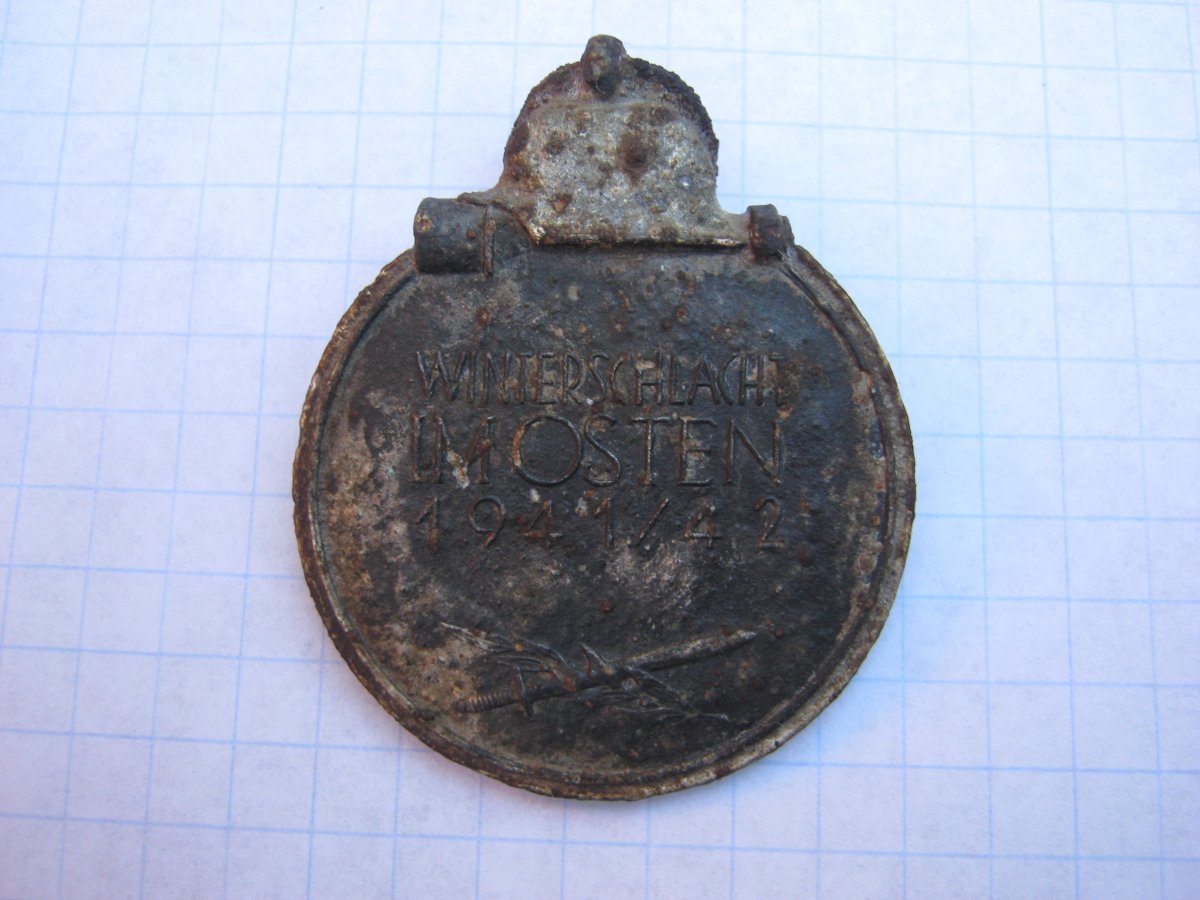 WINTERSCHLACHT
IM OSTEN
1941/42